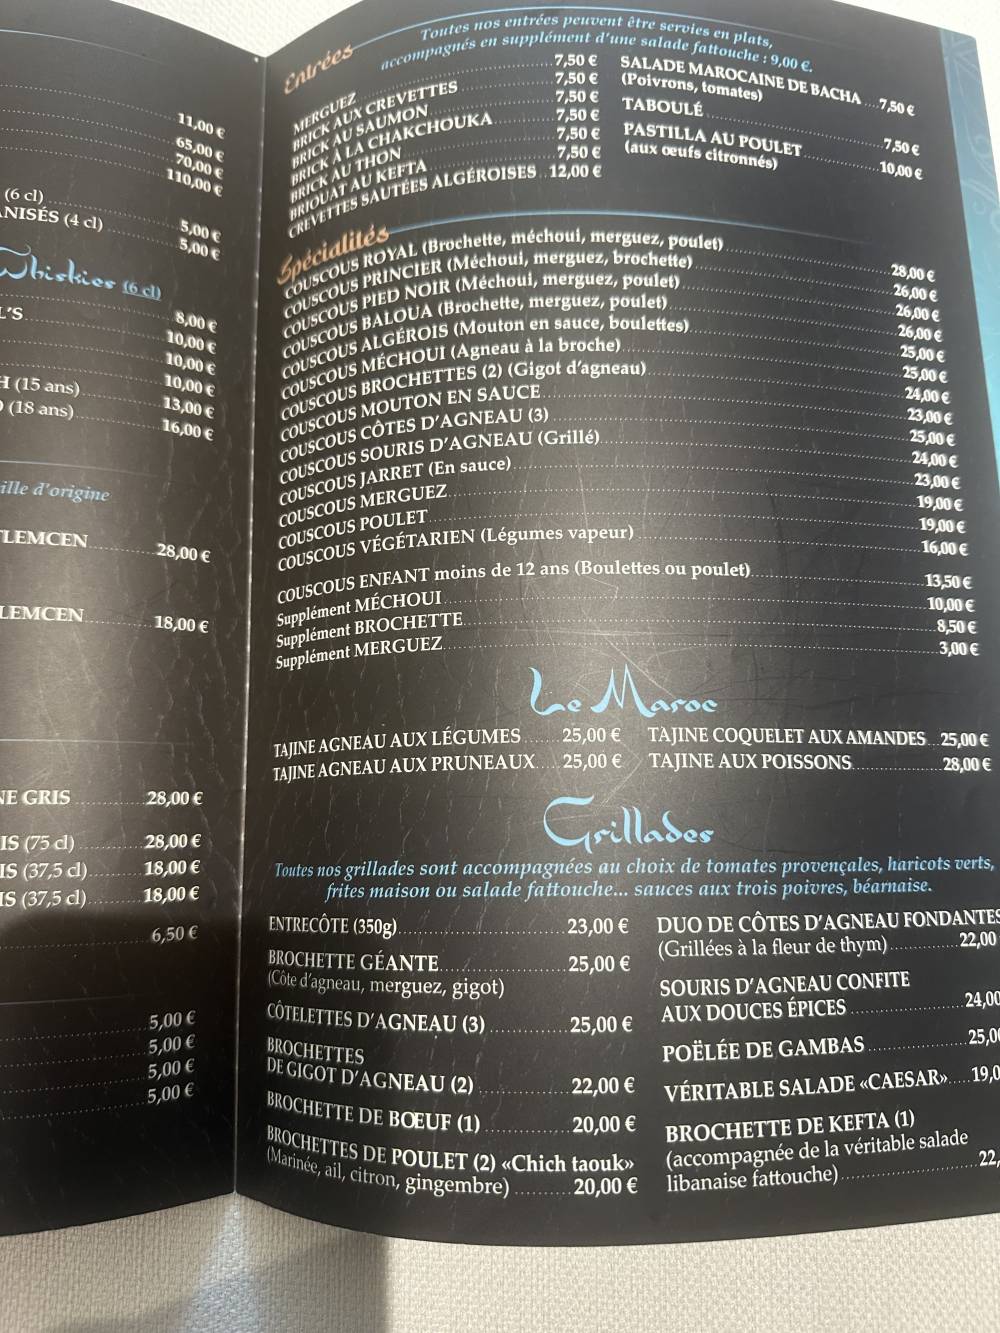 11,00 €
65,00 €
70,00 €
110,00 €
(6 cl)
5,00 €
ANISÉS (4 cl)
5,00 €
Whiskies (6 cl)
8,00 €
L'S
10,00 €
10,00 €
10,00 €
H (15 ans)
13,00 €
(18 ans)
16,00 €
ille d'origine
TLEMCEN 28,00 €
LEMCEN 18,00 €
NE GRIS 28,00 €
IS (75 cl) 28,00 €
IS (37,5 cl) 18,00 €
IS (37,5 cl) 18,00 €
6,50 €
5,00 €
5,00 €
5,00 €
5,00 €
Entrées
Toutes nos entrées peuvent être servies en plats,
accompagnés en supplément d'une salade fattouche : 9,00 €.
MERGUEZ 7,50 €
BRICK AUX CREVETTES 7,50 €
BRICK AU SAUMON 7,50 €
BRICK À LA CHAKCHOUKA 7,50 €
BRICK AU THON 7,50 €
BRIOUAT AU KEFTA 7,50 €
CREVETTES SAUTÉES ALGÉROISES 12,00 €
SALADE MAROCAINE DE BACHA 7,50 €
(Poivrons, tomates)
TABOULÉ 7,50 €
PASTILLA AU POULET 10,00 €
(aux œufs citronnés)
Spécialités
COUSCOUS ROYAL (Brochette, méchoui, merguez, poulet) 28,00 €
COUSCOUS PRINCIER (Méchoui, merguez, brochette) 26,00 €
COUSCOUS PIED NOIR (Méchoui, merguez, poulet) 26,00 €
COUSCOUS BALOUA (Brochette, merguez, poulet) 26,00 €
COUSCOUS ALGÉROIS (Mouton en sauce, boulettes) 25,00 €
COUSCOUS MÉCHOUI (Agneau à la broche) 25,00 €
COUSCOUS BROCHETTES (2) (Gigot d'agneau) 24,00 €
COUSCOUS MOUTON EN SAUCE 23,00 €
COUSCOUS CÔTES D'AGNEAU (3) 25,00 €
COUSCOUS SOURIS D'AGNEAU (Grillé) 24,00 €
COUSCOUS JARRET (En sauce) 23,00 €
COUSCOUS MERGUEZ 19,00 €
COUSCOUS POULET 19,00 €
COUSCOUS VÉGÉTARIEN (Légumes vapeur) 16,00 €
COUSCOUS ENFANT moins de 12 ans (Boulettes ou poulet) 13,50 €
Supplément MÉCHOUI 10,00 €
Supplément BROCHETTE 8,50 €
Supplément MERGUEZ 3,00 €
Le Maroc
TAJINE AGNEAU AUX LÉGUMES 25,00 €
TAJINE AGNEAU AUX PRUNEAUX 25,00 €
TAJINE COQUELET AUX AMANDES 25,00 €
TAJINE AUX POISSONS 28,00 €
Grillades
Toutes nos grillades sont accompagnées au choix de tomates provençales, haricots verts,
frites maison ou salade fattouche... sauces aux trois poivres, béarnaise.
ENTRECÔTE (350g) 23,00 €
BROCHETTE GÉANTE 25,00 €
(Côte d'agneau, merguez, gigot)
CÔTELETTES D'AGNEAU (3) 25,00 €
BROCHETTES
DE GIGOT D'AGNEAU (2) 22,00 €
BROCHETTE DE BŒUF (1) 20,00 €
BROCHETTES DE POULET (2) «Chich taouk»
(Marinée, ail, citron, gingembre) 20,00 €
DUO DE CÔTES D'AGNEAU FONDANTES
(Grillées à la fleur de thym) 22,00
SOURIS D'AGNEAU CONFITE
AUX DOUCES ÉPICES 24,00
POËLÉE DE GAMBAS 25,00
VÉRITABLE SALADE «CAESAR» 19,0
BROCHETTE DE KEFTA (1)
(accompagnée de la véritable salade
libanaise fattouche) 22,